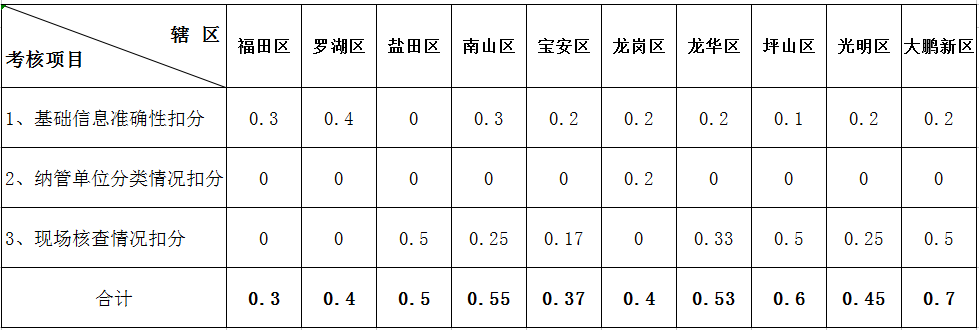 辖 区
考核项目 福田区 罗湖区 盐田区 南山区 宝安区 龙岗区 龙华区 坪山区 光明区 大鹏新区
1、基础信息准确性扣分 0.3 0.4 0 0.3 0.2 0.2 0.2 0.1 0.2 0.2
2、纳管单位分类情况扣分 0 0 0 0 0 0.2 0 0 0 0
3、现场核查情况扣分 0 0 0.5 0.25 0.17 0 0.33 0.5 0.25 0.5
合计 0.3 0.4 0.5 0.55 0.37 0.4 0.53 0.6 0.45 0.7